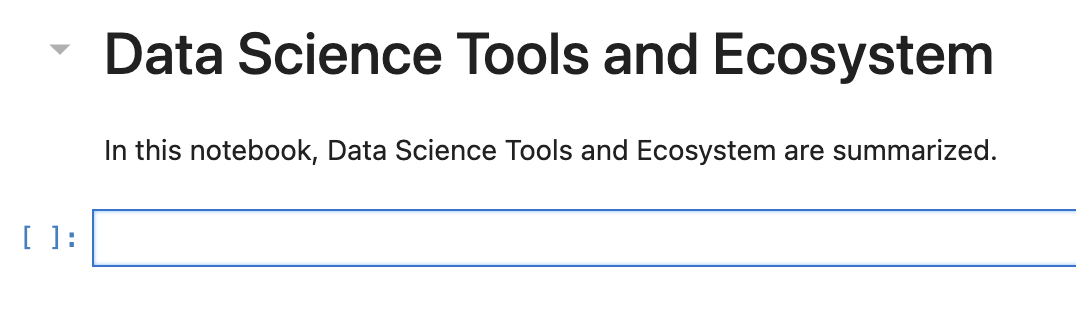 Data Science Tools and Ecosystem
In this notebook, Data Science Tools and Ecosystem are summarized.
[ ]: